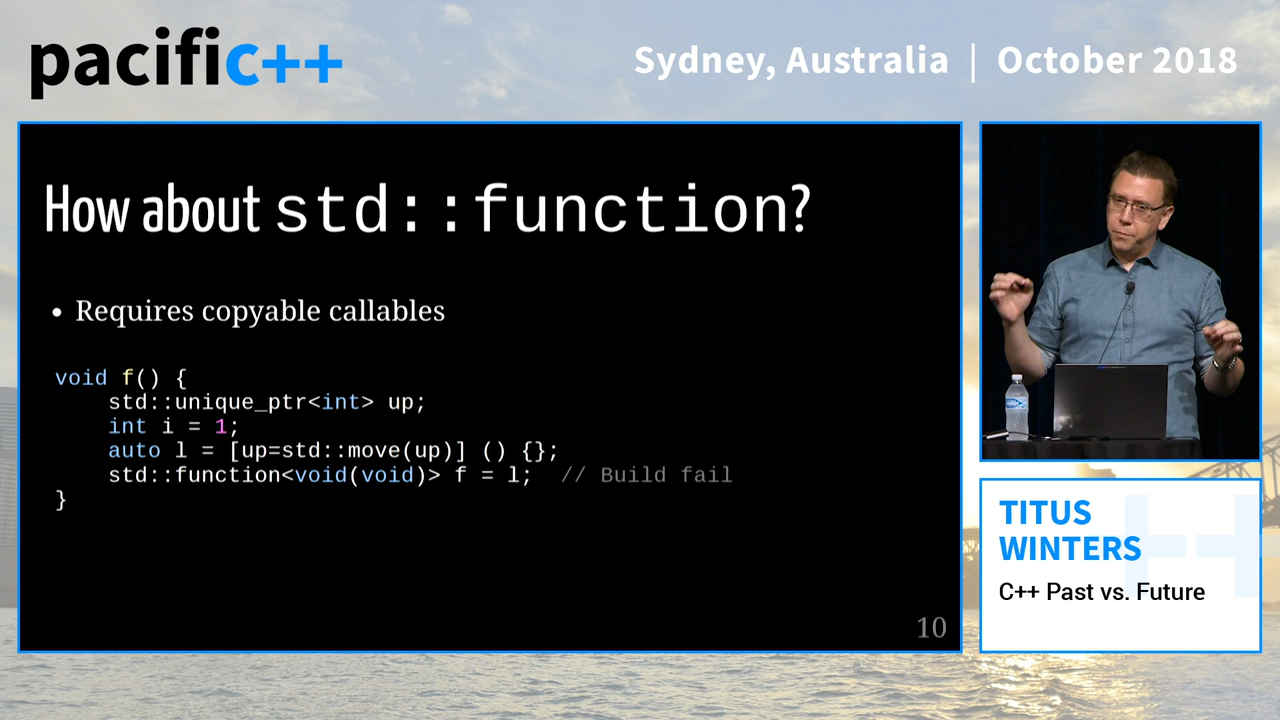 pacific++
Sydney, Australia | October 2018
How about std::function?
• Requires copyable callables
void f() {
    std::unique_ptr<int> up;
    int i = 1;
    auto l = [up=std::move(up)] () {};
    std::function<void(void)> f = l;  // Build fail
}
10
TITUS
WINTERS
C++ Past vs. Future